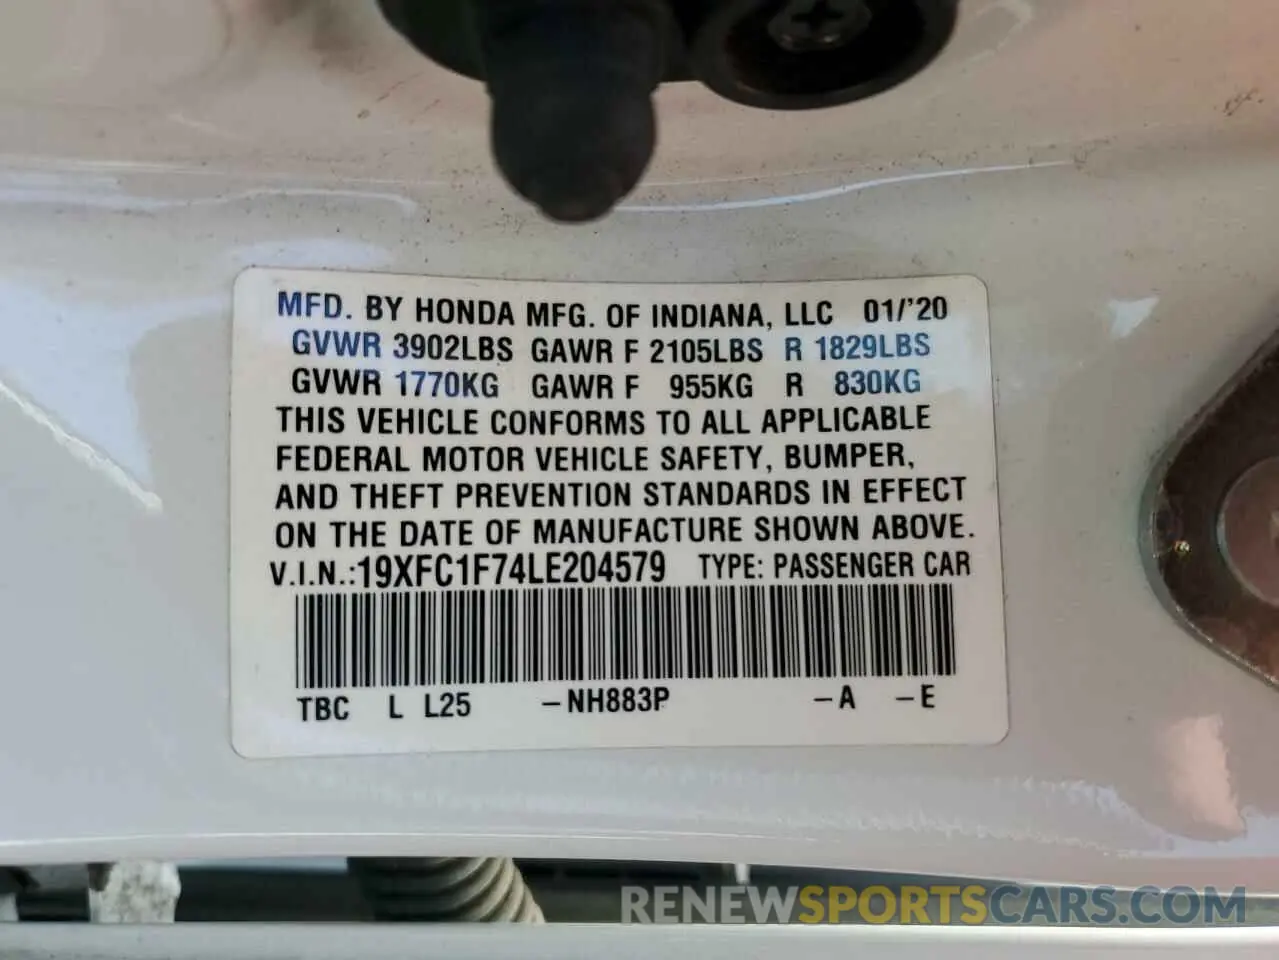 MFD. BY HONDA MFG. OF INDIANA, LLC 01/'20
GVWR 3902LBS GAWR F 2105LBS R 1829LBS
GVWR 1770KG GAWR F 955KG R 830KG
THIS VEHICLE CONFORMS TO ALL APPLICABLE
FEDERAL MOTOR VEHICLE SAFETY, BUMPER,
AND THEFT PREVENTION STANDARDS IN EFFECT
ON THE DATE OF MANUFACTURE SHOWN ABOVE.
V.I.N.:19XFC1F74LE204579 TYPE: PASSENGER CAR
TBC L L25 -NH883P -A -E
RENEWSPORTSCARS.COM